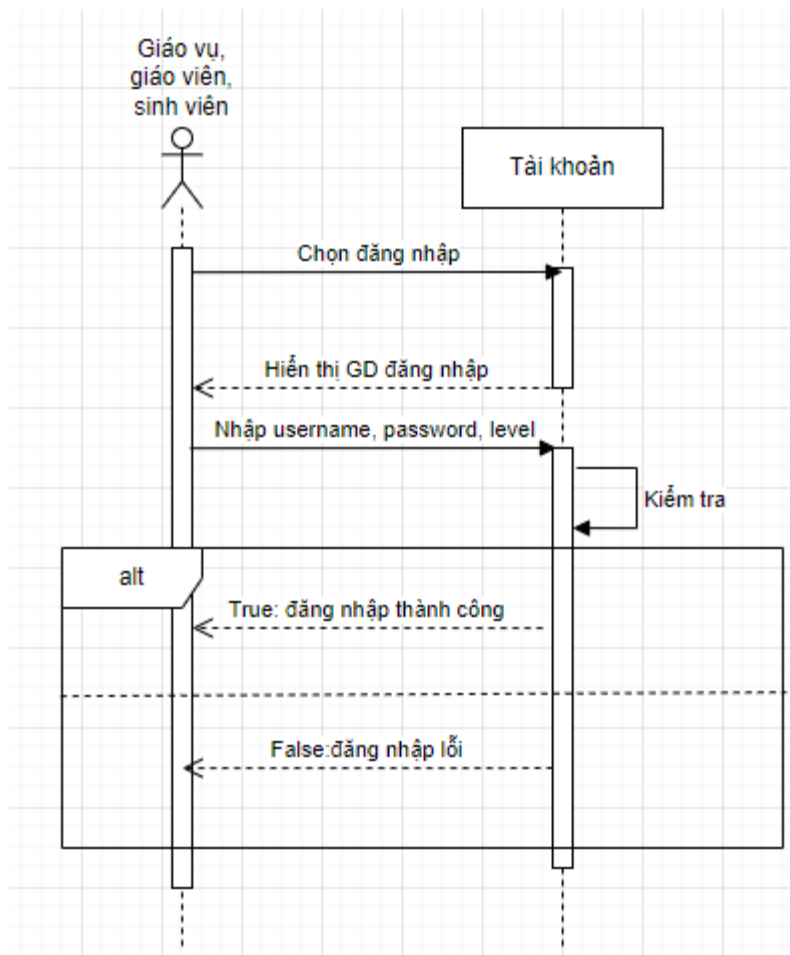 Giáo vụ,
giáo viên,
sinh viên
Tài khoản
Chọn đăng nhập
Hiển thị GD đăng nhập
Nhập username, password, level
Kiểm tra
alt
True: đăng nhập thành công
False:đăng nhập lỗi